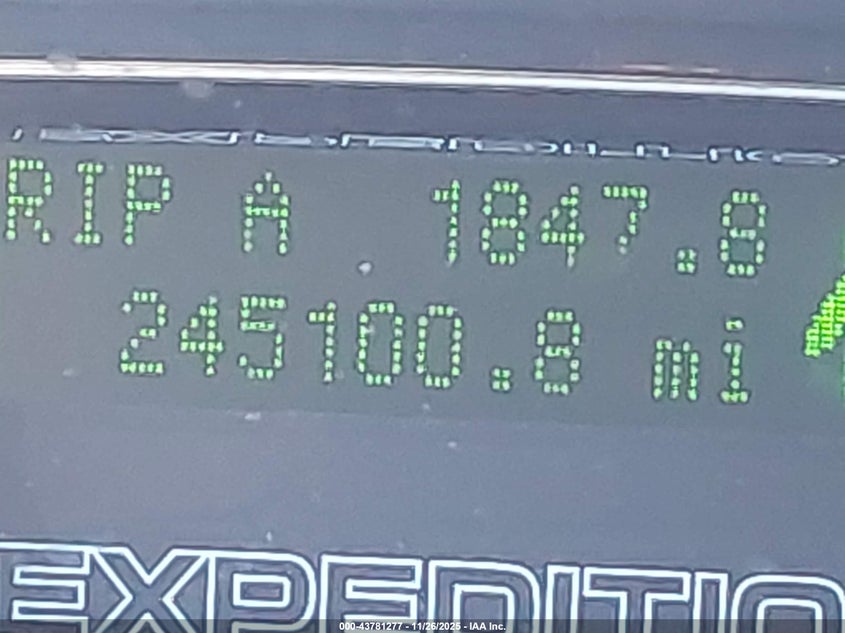 RIP A 1847.8
245100.8 mi
EXPEDITIO
000-43781277 - 11/26/2025 - IAA Inc.